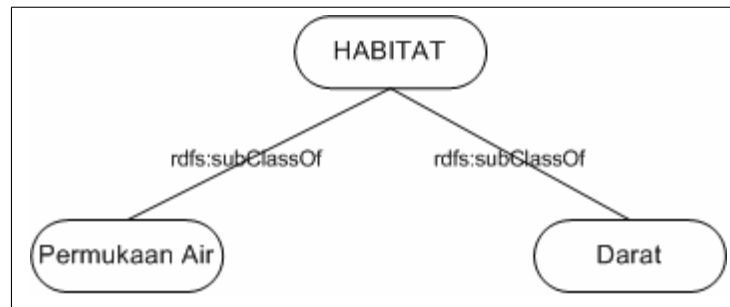 HABITAT
rdfs:subClassOf
rdfs:subClassOf
Permukaan Air
Darat